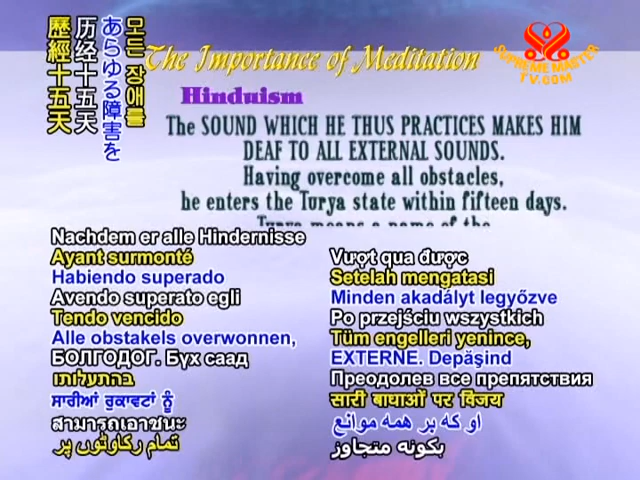 모든 장애를
あらゆる障害を
历经十五天
歷經十五天
The Importance of Meditation
SUPREME MASTER
TV.COM
Hinduism
The SOUND WHICH HE THUS PRACTICES MAKES HIM
DEAF TO ALL EXTERNAL SOUNDS.
Having overcome all obstacles,
he enters the Turya state within fifteen days.
Turya means a name of the
Nachdem er alle Hindernisse
Ayant surmonté
Habiendo superado
Avendo superato egli
Tendo vencido
Alle obstakels overwonnen,
БОЛГОДОГ. Бүх саад
בהתעלותו
ਸਾਰੀਆਂ ਰੁਕਾਵਟਾਂ ਨੂੰ
สามารถเอาชนะ
تمام رکاوٹوں پر
Vượt qua được
Setelah mengatasi
Minden akadályt legyőzve
Po przejściu wszystkich
Tüm engelleri yenince,
EXTERNE. Depăşind
Преодолев все препятствия
सारी बाधाओं पर विजय
او که بر همه موانع
بكونه متجاوز